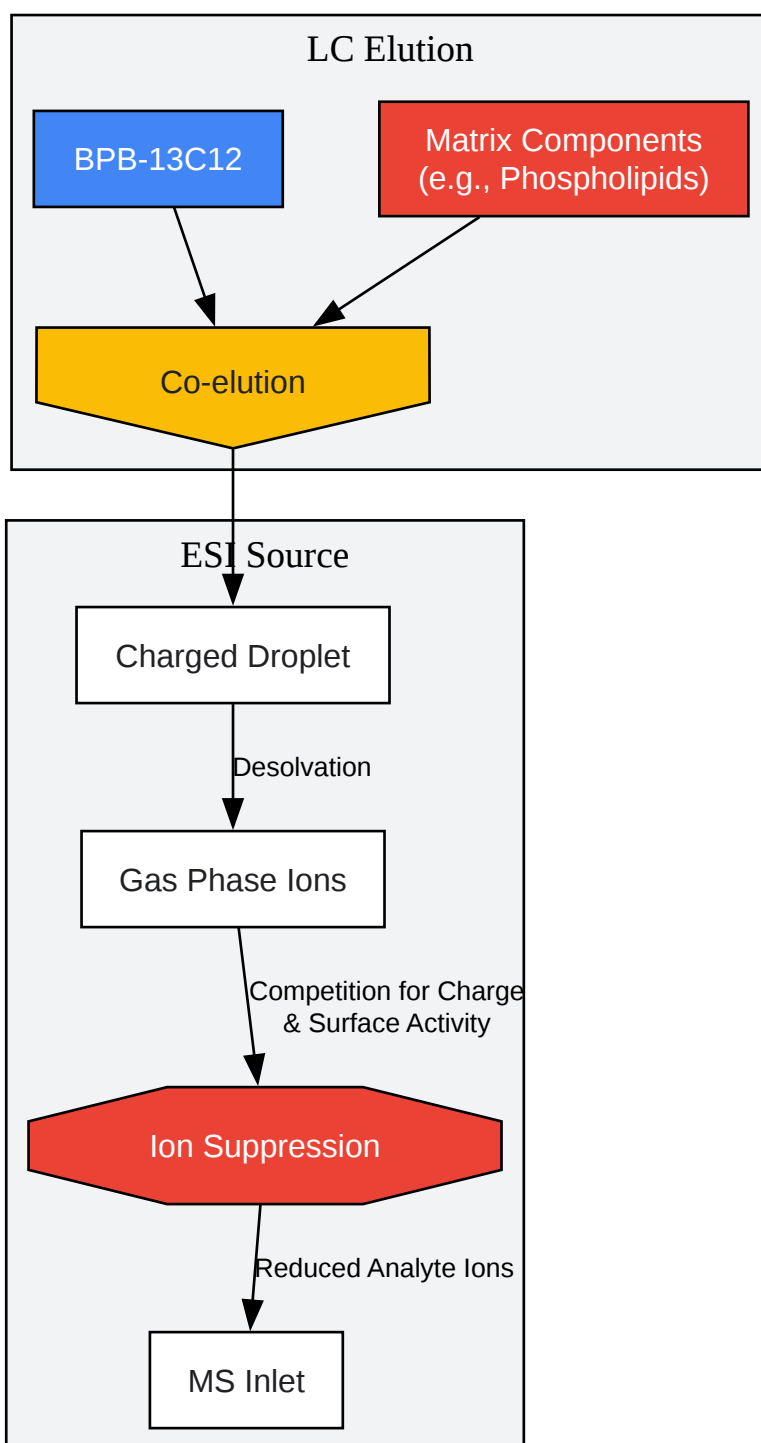 LC Elution
BPB-13C12
Matrix Components
(e.g., Phospholipids)
Co-elution
ESI Source
Charged Droplet
Desolvation
Gas Phase Ions
Competition for Charge
& Surface Activity
Ion Suppression
Reduced Analyte Ions
MS Inlet